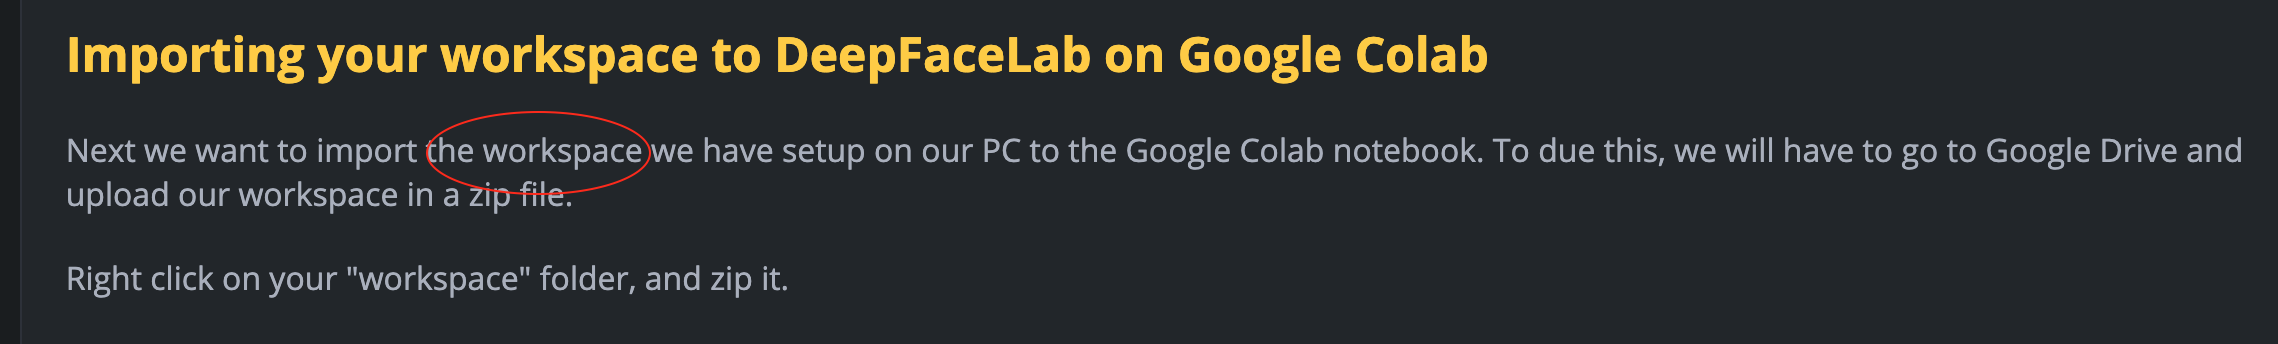 Importing your workspace to DeepFaceLab on Google Colab
Next we want to import the workspace we have setup on our PC to the Google Colab notebook. To due this, we will have to go to Google Drive and
upload our workspace in a zip file.
Right click on your "workspace" folder, and zip it.